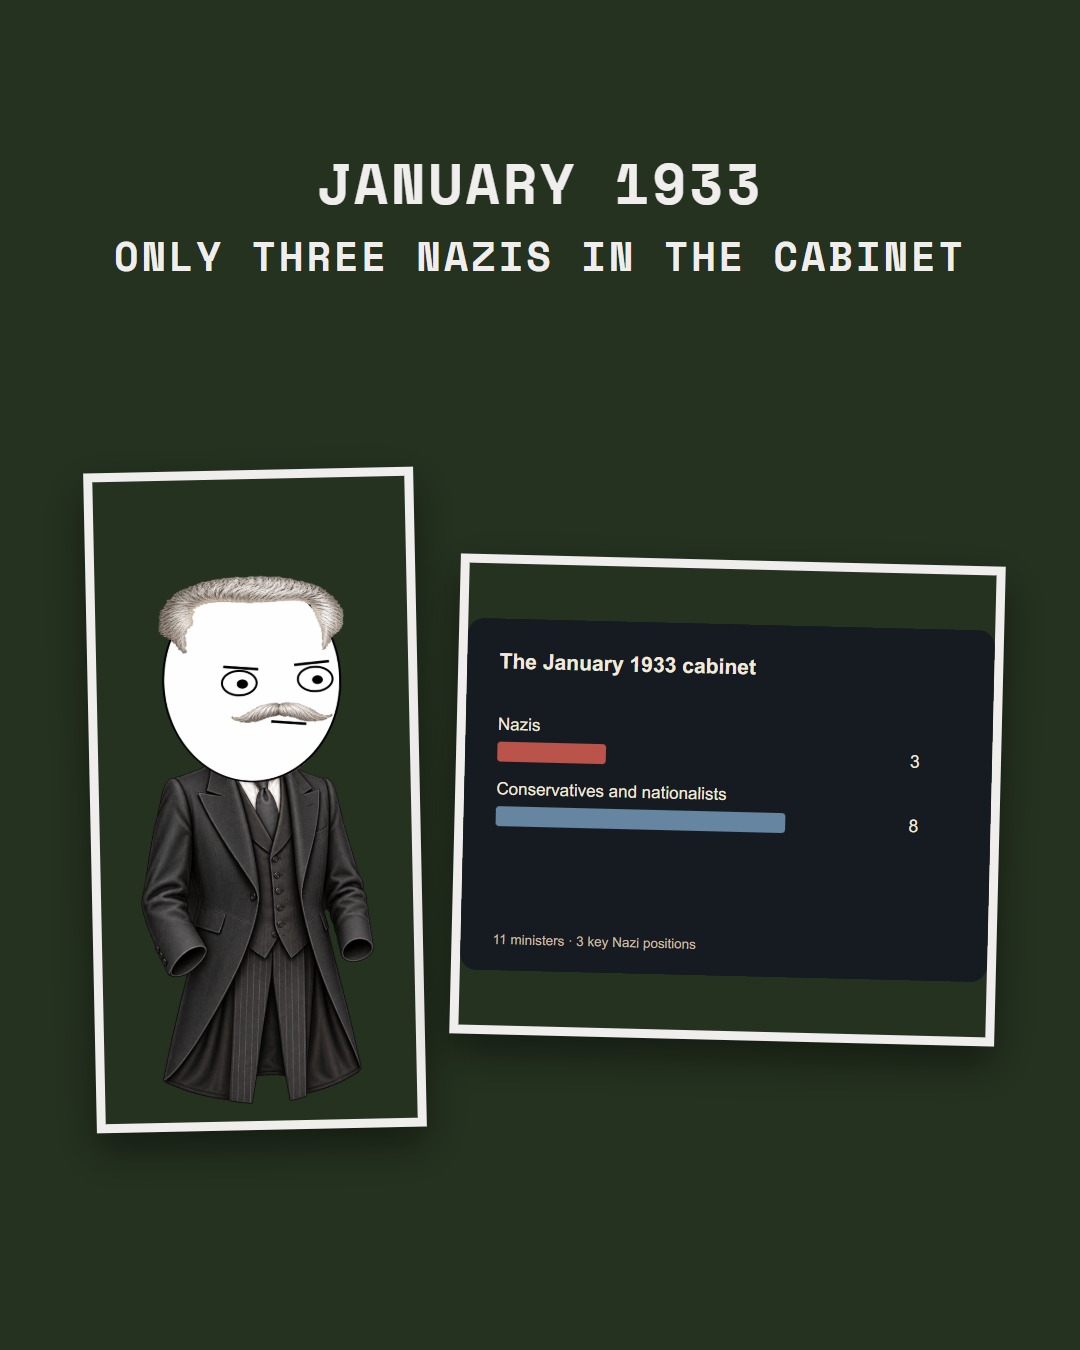 JANUARY 1933
ONLY THREE NAZIS IN THE CABINET
The January 1933 cabinet
Nazis
3
Conservatives and nationalists
8
11 ministers · 3 key Nazi positions